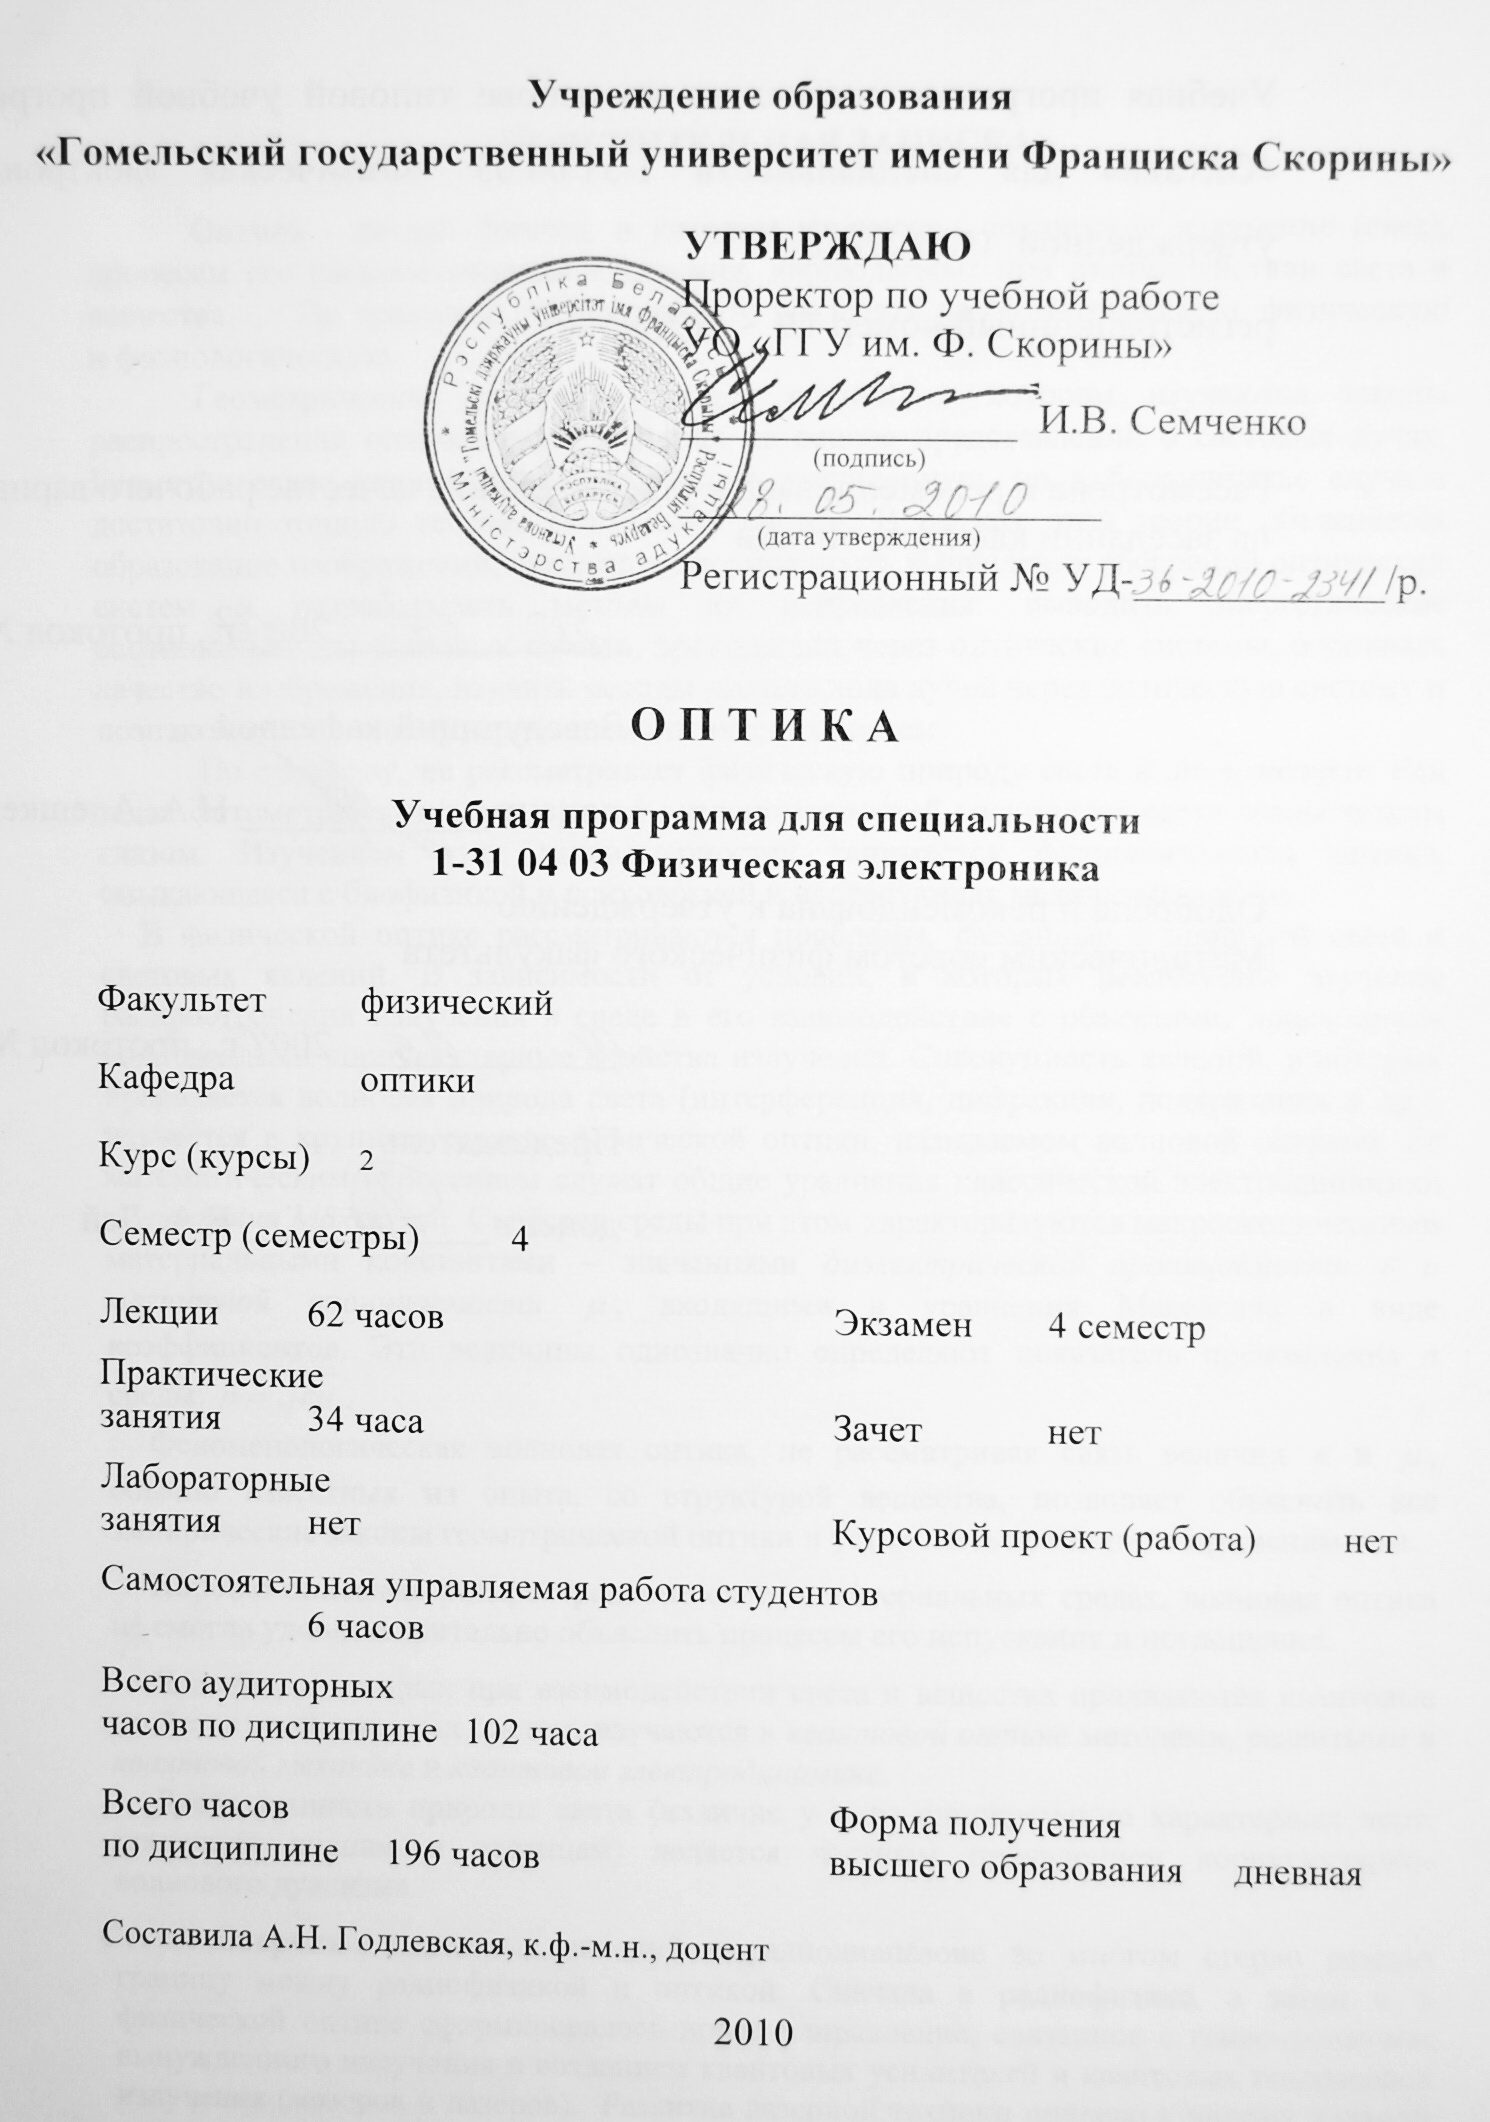 Учреждение образования
«Гомельский государственный университет имени Франциска Скорины»
УТВЕРЖДАЮ
Проректор по учебной работе
УО «ГГУ им. Ф. Скорины»
И.В. Семченко
(подпись)
28. 05. 2010
(дата утверждения)
Регистрационный № УД-36-2010-2341/р.
Рэспубліка Беларусь
Міністэрства адукацыі
ОПТИКА
Учебная программа для специальности
1-31 04 03 Физическая электроника
Факультет физический
Кафедра оптики
Курс (курсы) 2
Семестр (семестры) 4
Лекции 62 часов Экзамен 4 семестр
Практические
занятия 34 часа Зачет нет
Лабораторные
занятия нет Курсовой проект (работа) нет
Самостоятельная управляемая работа студентов
6 часов
Всего аудиторных
часов по дисциплине 102 часа
Всего часов Форма получения
по дисциплине 196 часов высшего образования дневная
Составила А.Н. Годлевская, к.ф.-м.н., доцент
2010